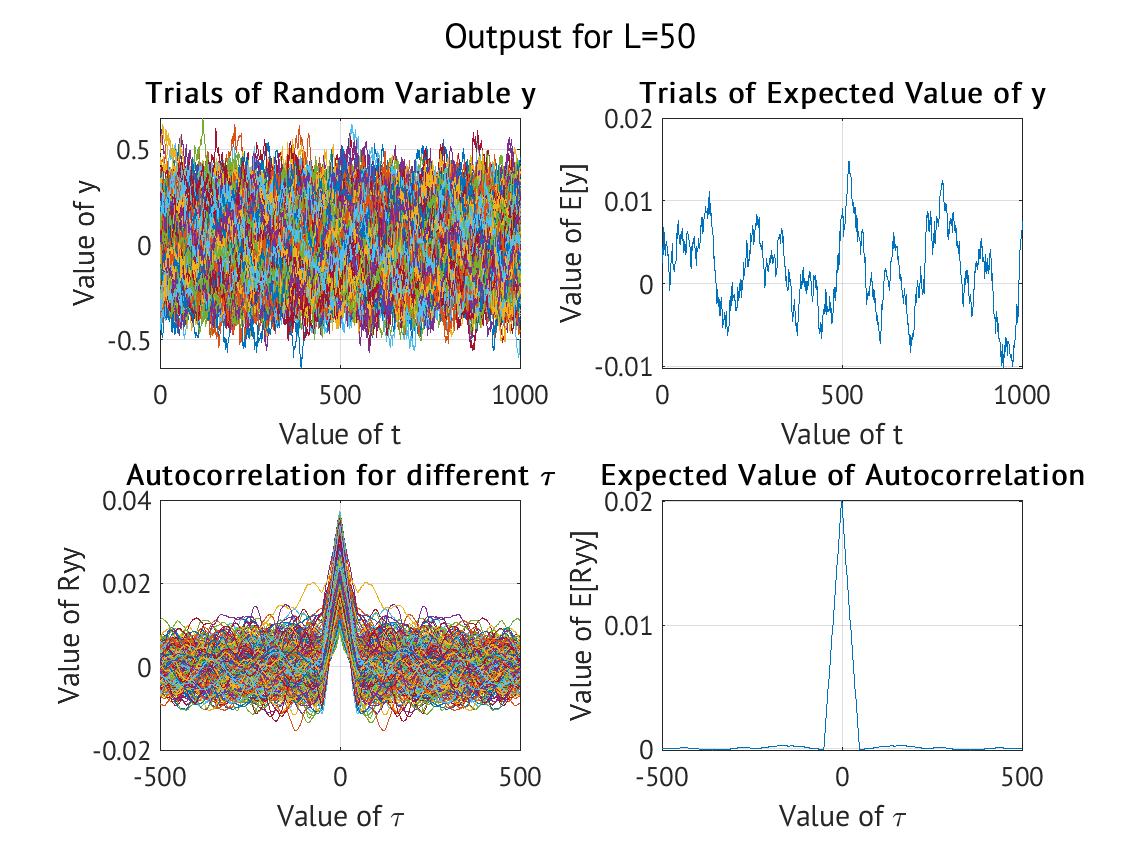 Outpust for L=50
Trials of Random Variable y
Value of y
0.5
0
-0.5
0 500 1000
Value of t
Trials of Expected Value of y
Value of E[y]
0.02
0.01
0
-0.01
0 500 1000
Value of t
Autocorrelation for different τ
Value of Ryy
0.04
0.02
0
-0.02
-500 0 500
Value of τ
Expected Value of Autocorrelation
Value of E[Ryy]
0.02
0.01
0
-500 0 500
Value of τ